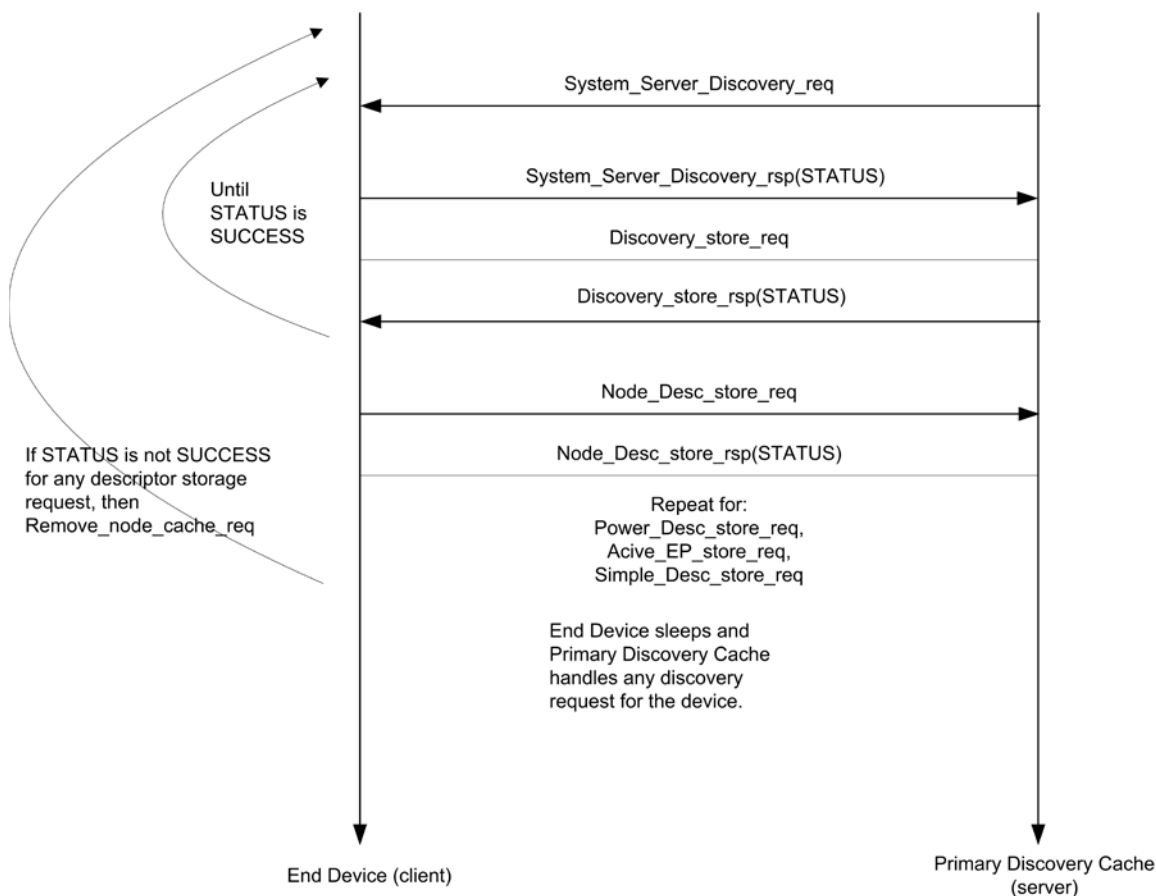 System_Server_Discovery_req
System_Server_Discovery_rsp(STATUS)
Until
STATUS is
SUCCESS
Discovery_store_req
Discovery_store_rsp(STATUS)
Node_Desc_store_req
If STATUS is not SUCCESS
for any descriptor storage
request, then
Remove_node_cache_req
Node_Desc_store_rsp(STATUS)
Repeat for:
Power_Desc_store_req,
Acive_EP_store_req,
Simple_Desc_store_req
End Device sleeps and
Primary Discovery Cache
handles any discovery
request for the device.
End Device (client)
Primary Discovery Cache
(server)